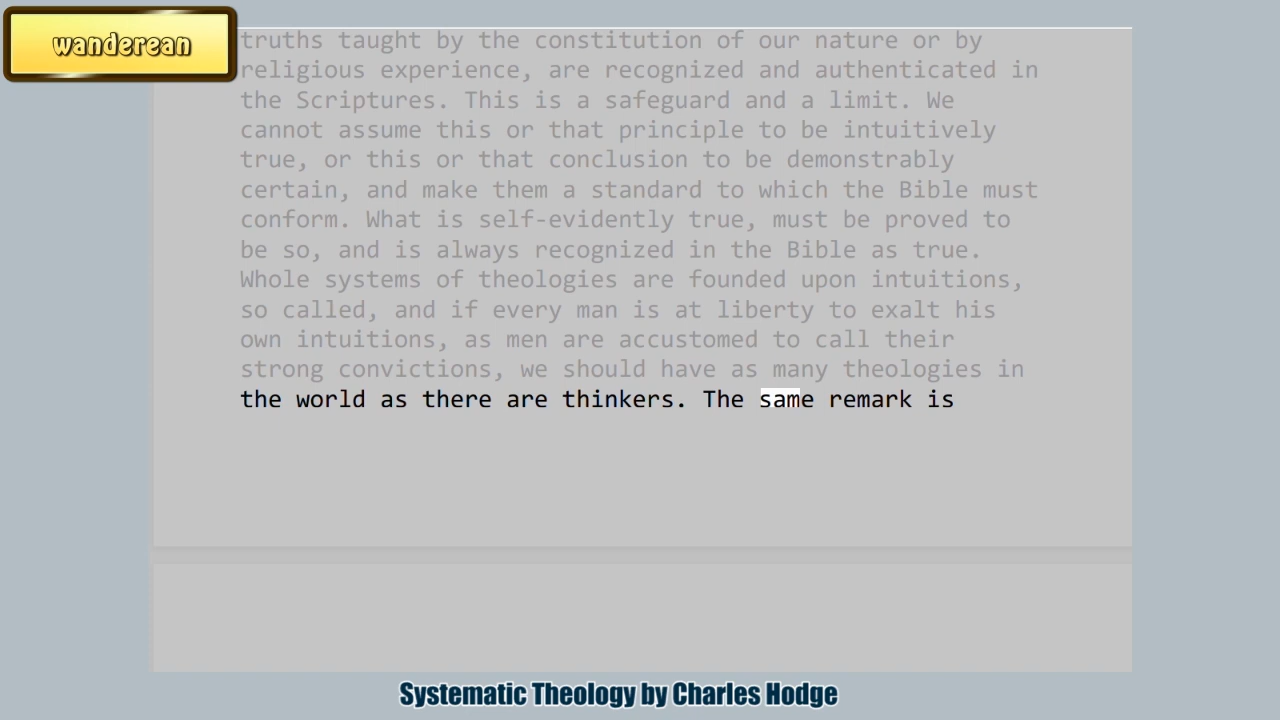 wanderean
truths taught by the constitution of our nature or by
religious experience, are recognized and authenticated in
the Scriptures. This is a safeguard and a limit. We
cannot assume this or that principle to be intuitively
true, or this or that conclusion to be demonstrably
certain, and make them a standard to which the Bible must
conform. What is self-evidently true, must be proved to
be so, and is always recognized in the Bible as true.
Whole systems of theologies are founded upon intuitions,
so called, and if every man is at liberty to exalt his
own intuitions, as men are accustomed to call their
strong convictions, we should have as many theologies in
the world as there are thinkers. The same remark is
Systematic Theology by Charles Hodge